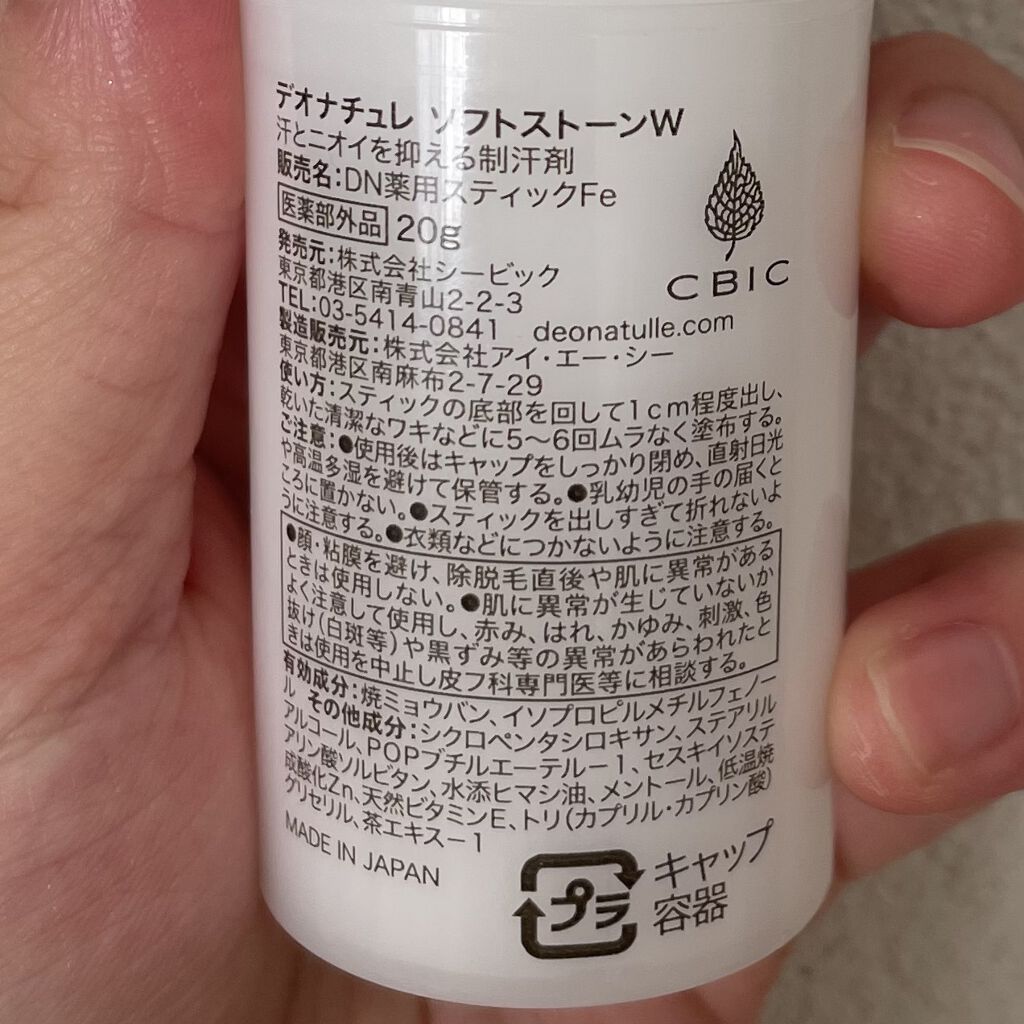 デオナチュレ ソフトストーンW
汗とニオイを抑える制汗剤
販売名:DN薬用スティックFe
医薬部外品 20g
CBIC
発売元:株式会社シービック
東京都港区南青山2-2-3
TEL:03-5414-0841 deonatulle.com
製造販売元:株式会社アイ・エー・シー
東京都港区南麻布2-7-29
使い方:スティックの底部を回して1cm程度出し、
乾いた清潔なワキなどに5〜6回ムラなく塗布する。
ご注意:●使用後はキャップをしっかり閉め、直射日光
や高温多湿を避けて保管する。●乳幼児の手の届くと
ころに置かない。●スティックを出しすぎて折れないよ
うに注意する。●衣類などにつかないように注意する。
●顔・粘膜を避け、除脱毛直後や肌に異常がある
ときは使用しない。●肌に異常が生じていないか
よく注意して使用し、赤み、はれ、かゆみ、刺激、色
抜け(白斑等)や黒ずみ等の異常があらわれたと
きは使用を中止し皮フ科専門医等に相談する。
有効成分:焼ミョウバン、イソプロピルメチルフェノー
ル その他成分:シクロペンタシロキサン、ステアリル
アルコール、POPブチルエーテル-1、セスキイソステ
アリン酸ソルビタン、水添ヒマシ油、メントール、低温焼
成酸化Zn、天然ビタミンE、トリ(カプリル・カプリン酸)
グリセリル、茶エキス-1
MADE IN JAPAN
プラ キャップ
容器